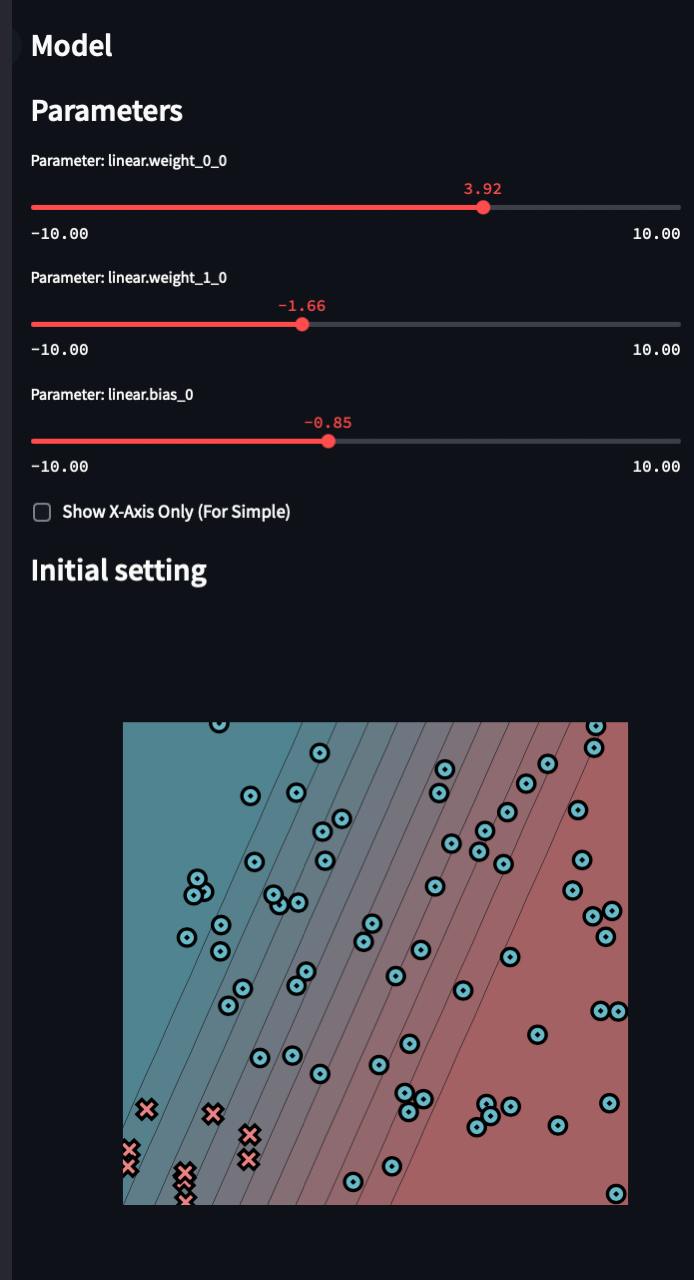 Model
Parameters
Parameter: linear.weight_0_0
3.92
-10.00 10.00
Parameter: linear.weight_1_0
-1.66
-10.00 10.00
Parameter: linear.bias_0
-0.85
-10.00 10.00
Show X-Axis Only (For Simple)
Initial setting